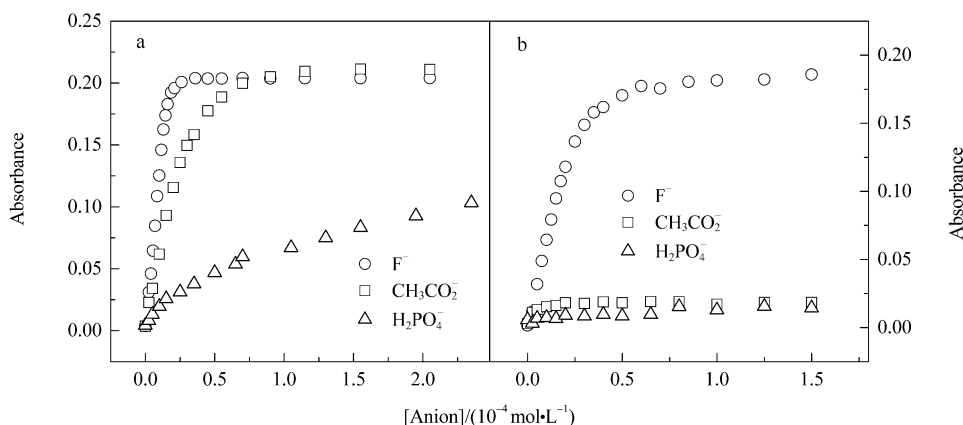 a
b
0.25
0.20
0.15
0.10
0.05
0.00
Absorbance
F⁻
CH₃CO₂⁻
H₂PO₄⁻
0.0 0.5 1.0 1.5 2.0
F⁻
CH₃CO₂⁻
H₂PO₄⁻
0.0 0.5 1.0 1.5
0.20
0.15
0.10
0.05
0.00
Absorbance
[Anion]/(10⁻⁴ mol•L⁻¹)